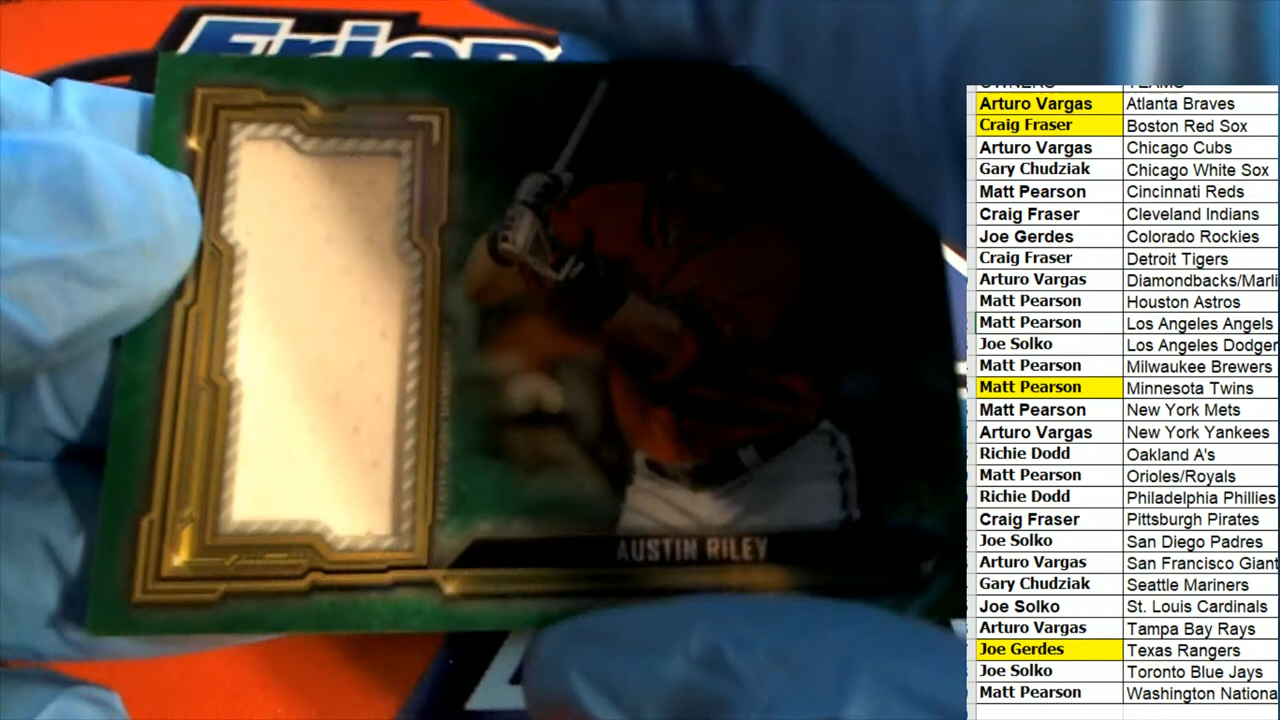 Frien
AUSTIN RILEY
OWNERS TEAMS
Arturo Vargas Atlanta Braves
Craig Fraser Boston Red Sox
Arturo Vargas Chicago Cubs
Gary Chudziak Chicago White Sox
Matt Pearson Cincinnati Reds
Craig Fraser Cleveland Indians
Joe Gerdes Colorado Rockies
Craig Fraser Detroit Tigers
Arturo Vargas Diamondbacks/Marli
Matt Pearson Houston Astros
Matt Pearson Los Angeles Angels
Joe Solko Los Angeles Dodger
Matt Pearson Milwaukee Brewers
Matt Pearson Minnesota Twins
Matt Pearson New York Mets
Arturo Vargas New York Yankees
Richie Dodd Oakland A's
Matt Pearson Orioles/Royals
Richie Dodd Philadelphia Phillies
Craig Fraser Pittsburgh Pirates
Joe Solko San Diego Padres
Arturo Vargas San Francisco Giant
Gary Chudziak Seattle Mariners
Joe Solko St. Louis Cardinals
Arturo Vargas Tampa Bay Rays
Joe Gerdes Texas Rangers
Joe Solko Toronto Blue Jays
Matt Pearson Washington Nationa